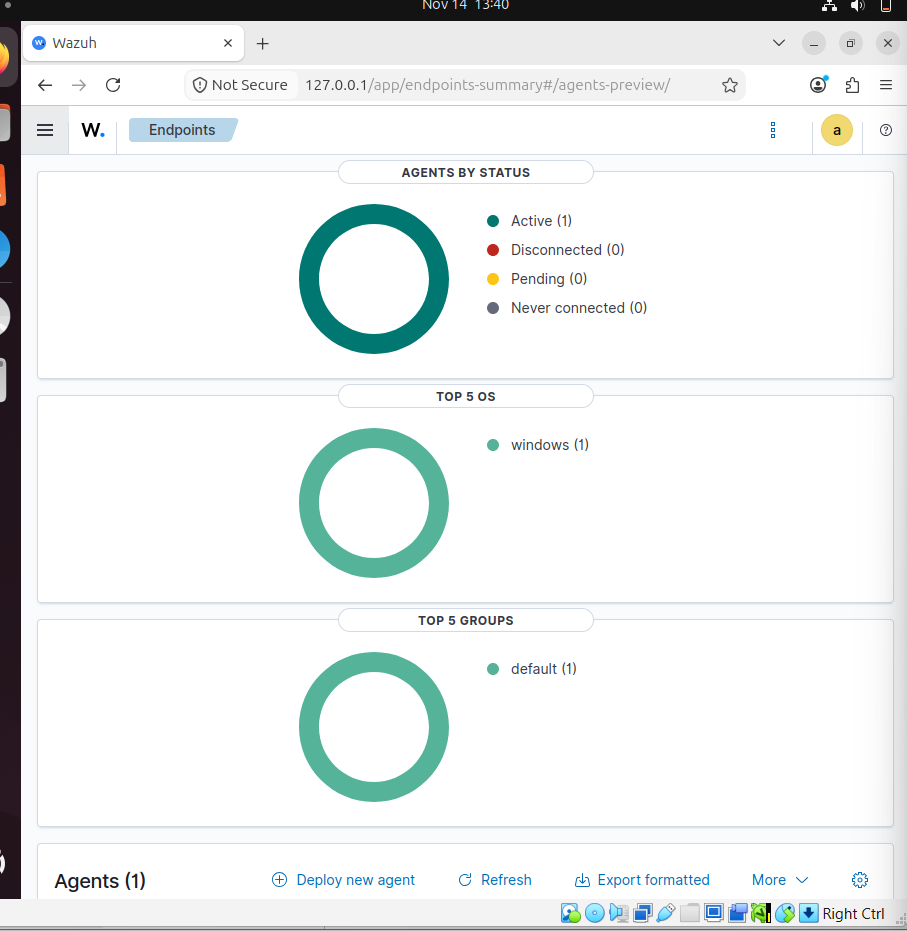 Nov 14 13:40
Wazuh
Not Secure 127.0.0.1/app/endpoints-summary#/agents-preview/
W. Endpoints a
AGENTS BY STATUS
Active (1)
Disconnected (0)
Pending (0)
Never connected (0)
TOP 5 OS
windows (1)
TOP 5 GROUPS
default (1)
Agents (1) Deploy new agent Refresh Export formatted More
Right Ctrl